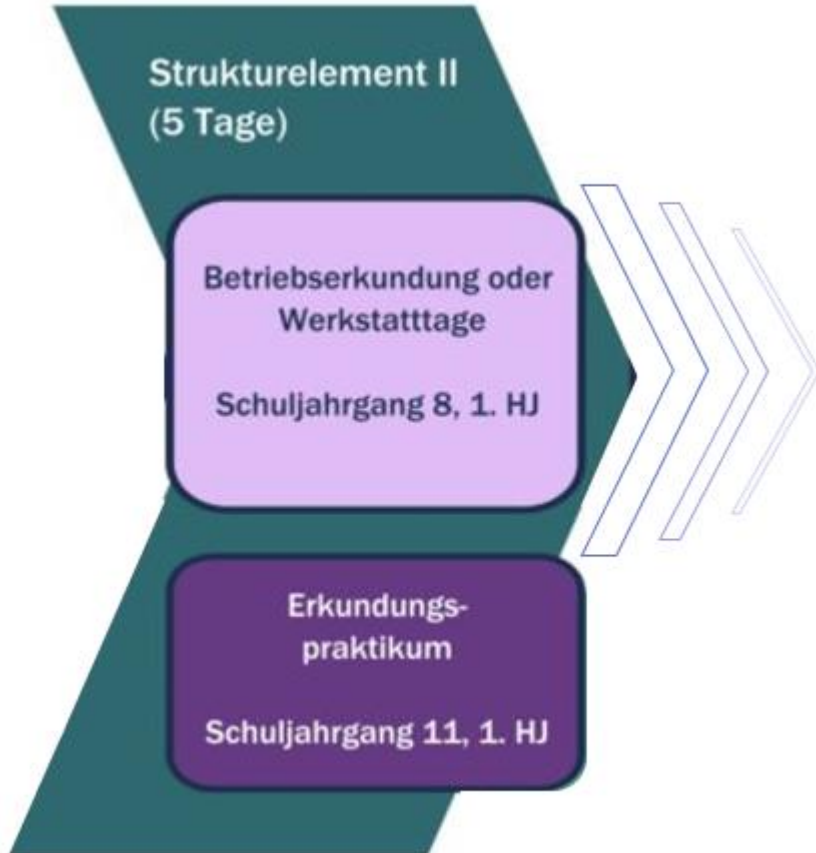 Strukturelement II
(5 Tage)
Betriebserkundung oder
Werkstatttage
Schuljahrgang 8, 1. HJ
Erkundungs-
praktikum
Schuljahrgang 11, 1. HJ